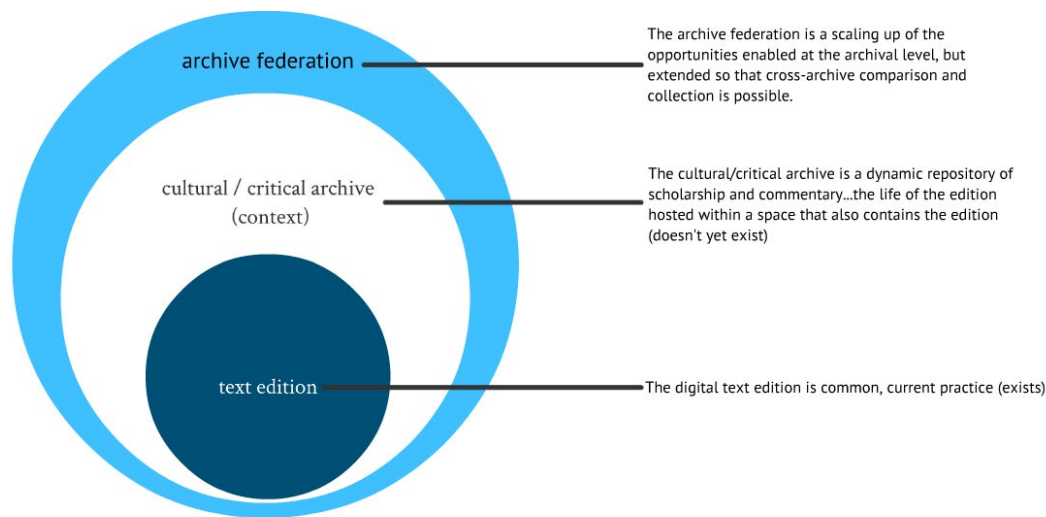 archive federation
The archive federation is a scaling up of the
opportunities enabled at the archival level, but
extended so that cross-archive comparison and
collection is possible.
cultural / critical archive
(context)
The cultural/critical archive is a dynamic repository of
scholarship and commentary...the life of the edition
hosted within a space that also contains the edition
(doesn't yet exist)
text edition
The digital text edition is common, current practice (exists)